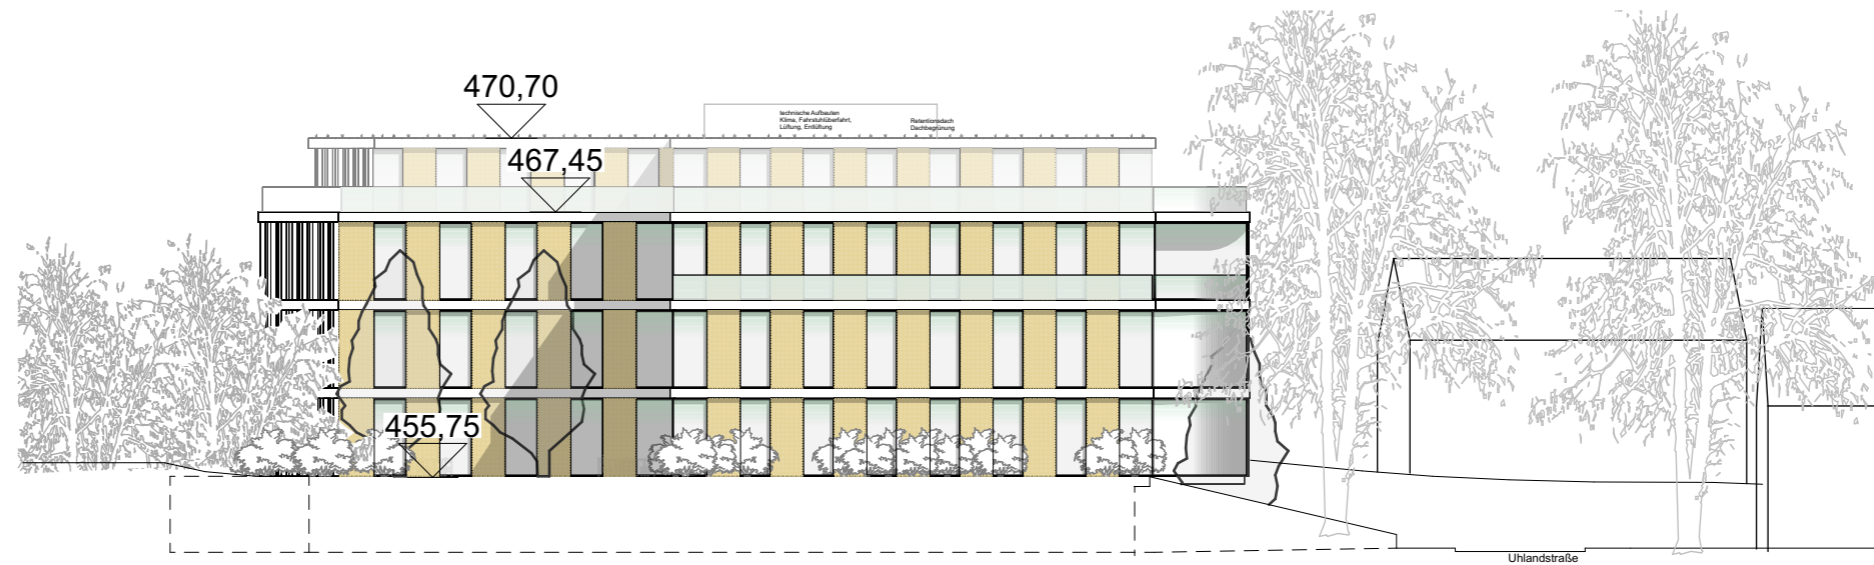 470,70
technische Aufbauten
Klima, Fahrstuhlüberfahrt,
Lüftung, Entlüftung
Retentionsdach
Dachbegrünung
467,45
455,75
Uhlandstraße